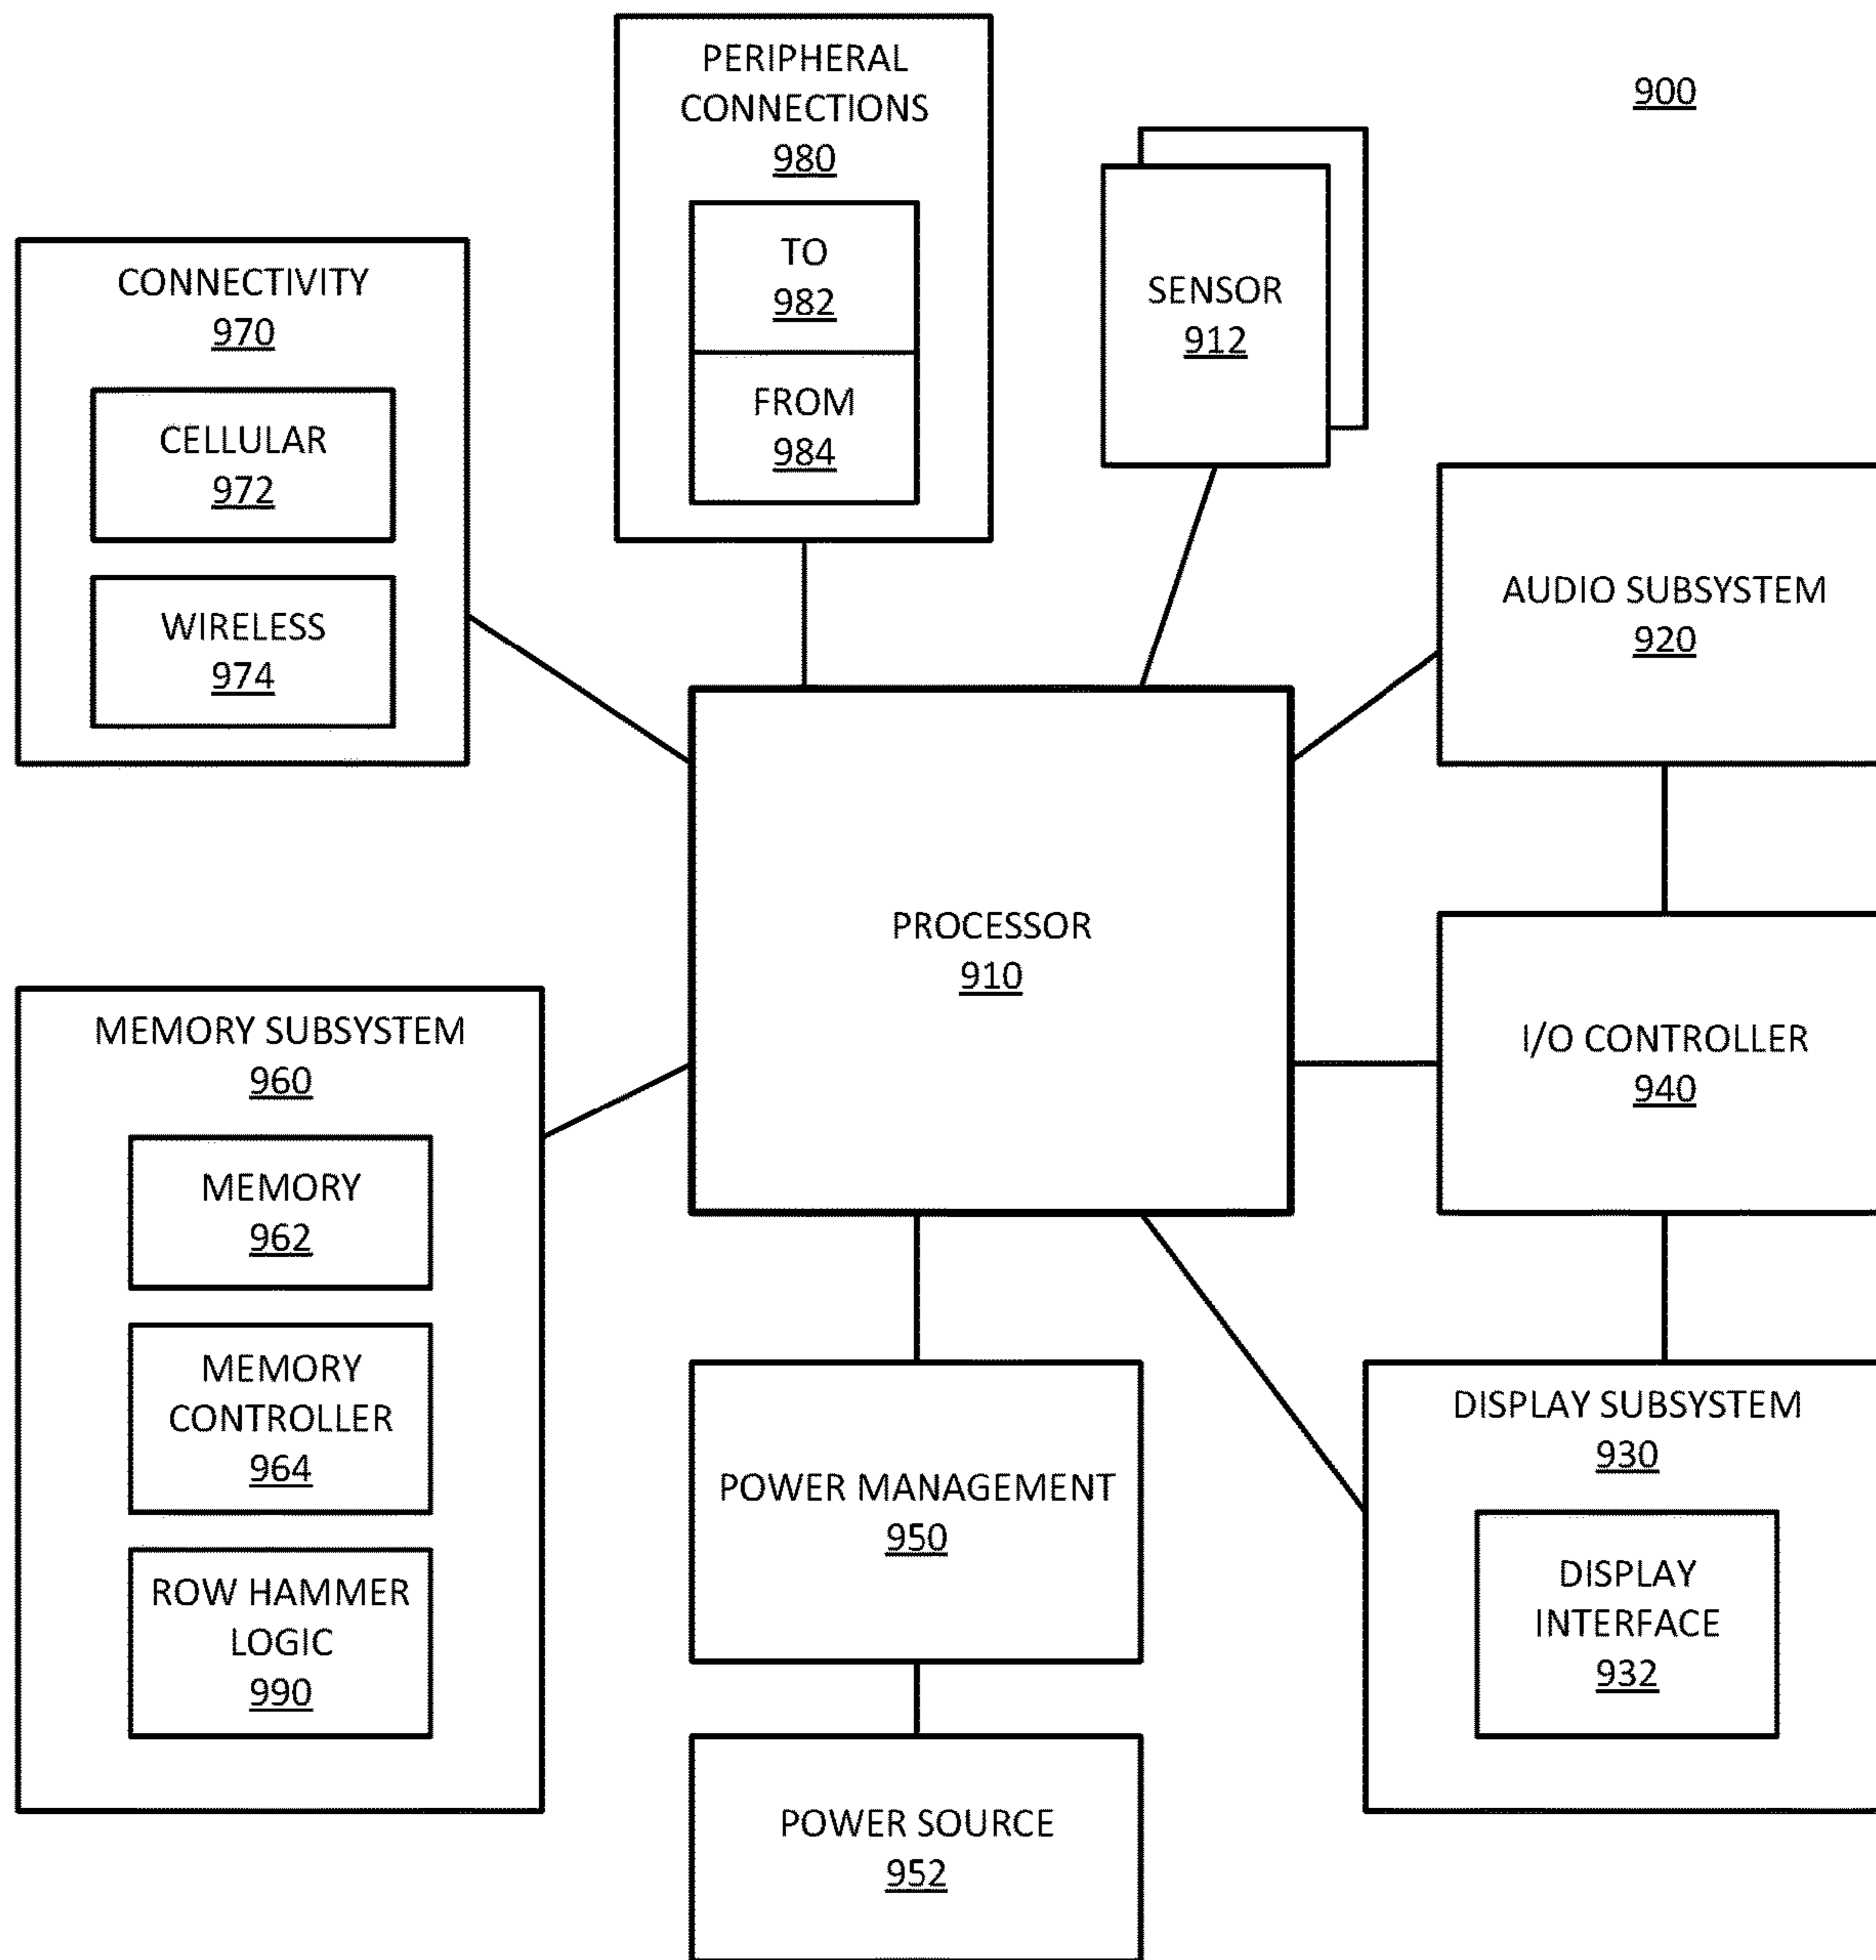 PERIPHERAL
CONNECTIONS
980
TO
982
FROM
984
900
SENSOR
912
CONNECTIVITY
970
CELLULAR
972
WIRELESS
974
AUDIO SUBSYSTEM
920
PROCESSOR
910
I/O CONTROLLER
940
MEMORY SUBSYSTEM
960
MEMORY
962
MEMORY
CONTROLLER
964
ROW HAMMER
LOGIC
990
POWER MANAGEMENT
950
POWER SOURCE
952
DISPLAY SUBSYSTEM
930
DISPLAY
INTERFACE
932